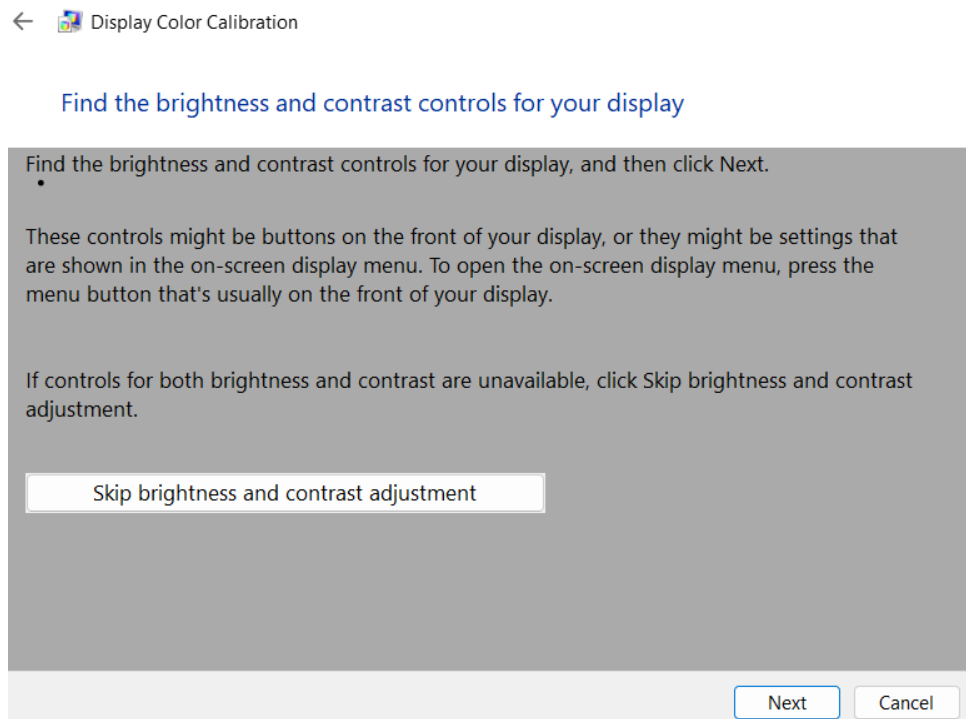 Display Color Calibration
Find the brightness and contrast controls for your display
Find the brightness and contrast controls for your display, and then click Next.
These controls might be buttons on the front of your display, or they might be settings that
are shown in the on-screen display menu. To open the on-screen display menu, press the
menu button that's usually on the front of your display.
If controls for both brightness and contrast are unavailable, click Skip brightness and contrast
adjustment.
Skip brightness and contrast adjustment
Next Cancel